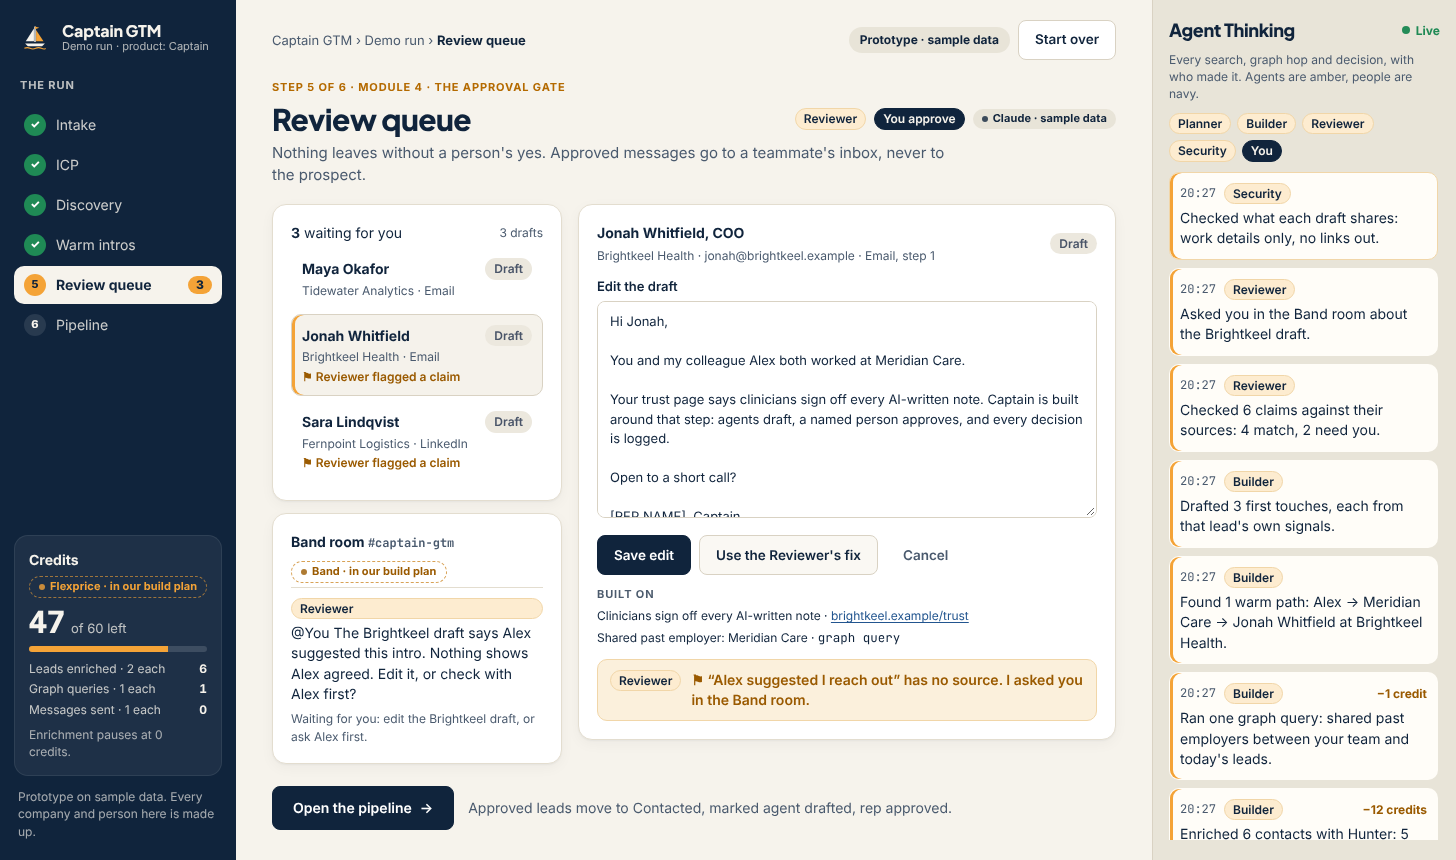 Captain GTM
Demo run · product: Captain
THE RUN
Intake
ICP
Discovery
Warm intros
5 Review queue 3
6 Pipeline
Credits
Flexprice · in our build plan
47 of 60 left
Leads enriched · 2 each 6
Graph queries · 1 each 1
Messages sent · 1 each 0
Enrichment pauses at 0
credits.
Prototype on sample data. Every
company and person here is made
up.
Captain GTM › Demo run › Review queue
Prototype · sample data
Start over
STEP 5 OF 6 · MODULE 4 · THE APPROVAL GATE
Review queue
Reviewer
You approve
Claude · sample data
Nothing leaves without a person's yes. Approved messages go to a teammate's inbox, never to
the prospect.
3 waiting for you 3 drafts
Maya Okafor Draft
Tidewater Analytics · Email
Jonah Whitfield Draft
Brightkeel Health · Email
⚑ Reviewer flagged a claim
Sara Lindqvist Draft
Fernpoint Logistics · LinkedIn
⚑ Reviewer flagged a claim
Band room #captain-gtm
Band · in our build plan
Reviewer
@You The Brightkeel draft says Alex
suggested this intro. Nothing shows
Alex agreed. Edit it, or check with
Alex first?
Waiting for you: edit the Brightkeel draft, or
ask Alex first.
Jonah Whitfield, COO
Brightkeel Health · jonah@brightkeel.example · Email, step 1
Draft
Edit the draft
Hi Jonah,
You and my colleague Alex both worked at Meridian Care.
Your trust page says clinicians sign off every AI-written note. Captain is built
around that step: agents draft, a named person approves, and every decision
is logged.
Open to a short call?
[REP NAME], Captain
Save edit
Use the Reviewer's fix
Cancel
BUILT ON
Clinicians sign off every AI-written note · brightkeel.example/trust
Shared past employer: Meridian Care · graph query
Reviewer ⚑ “Alex suggested I reach out” has no source. I asked you
in the Band room.
Open the pipeline →
Approved leads move to Contacted, marked agent drafted, rep approved.
Agent Thinking
Live
Every search, graph hop and decision, with
who made it. Agents are amber, people are
navy.
Planner Builder Reviewer
Security You
20:27 Security
Checked what each draft shares:
work details only, no links out.
20:27 Reviewer
Asked you in the Band room about
the Brightkeel draft.
20:27 Reviewer
Checked 6 claims against their
sources: 4 match, 2 need you.
20:27 Builder
Drafted 3 first touches, each from
that lead's own signals.
20:27 Builder
Found 1 warm path: Alex → Meridian
Care → Jonah Whitfield at Brightkeel
Health.
20:27 Builder −1 credit
Ran one graph query: shared past
employers between your team and
today's leads.
20:27 Builder −12 credits
Enriched 6 contacts with Hunter: 5